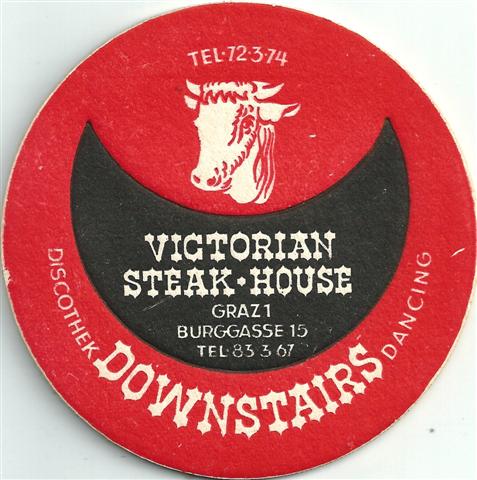 TEL·72·3·74
VICTORIAN
STEAK·HOUSE
GRAZ 1
BURGGASSE 15
TEL·83 3 67
DISCOTHEK DOWNSTAIRS DANCING